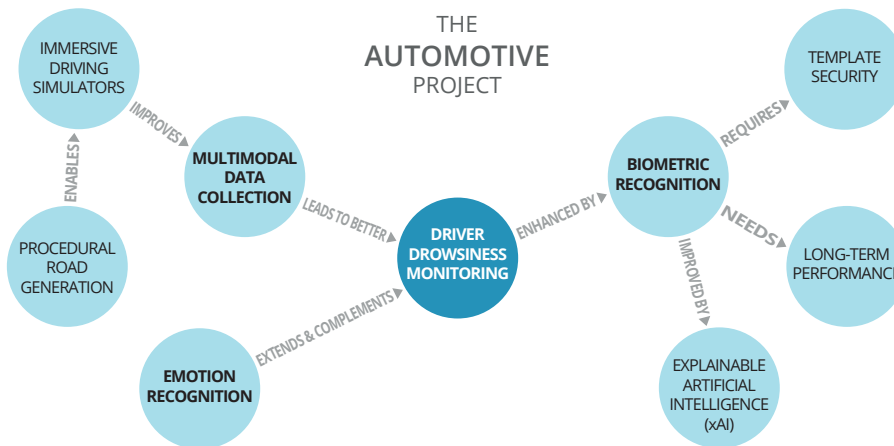 THE
AUTOMOTIVE
PROJECT
IMMERSIVE
DRIVING
SIMULATORS
IMPROVES
ENABLES
PROCEDURAL
ROAD
GENERATION
MULTIMODAL
DATA
COLLECTION
LEADS TO BETTER
DRIVER
DROWSINESS
MONITORING
EXTENDS & COMPLEMENTS
EMOTION
RECOGNITION
ENHANCED BY
BIOMETRIC
RECOGNITION
REQUIRES
TEMPLATE
SECURITY
NEEDS
LONG-TERM
PERFORMANCE
IMPROVED BY
EXPLAINABLE
ARTIFICIAL
INTELLIGENCE
(xAI)